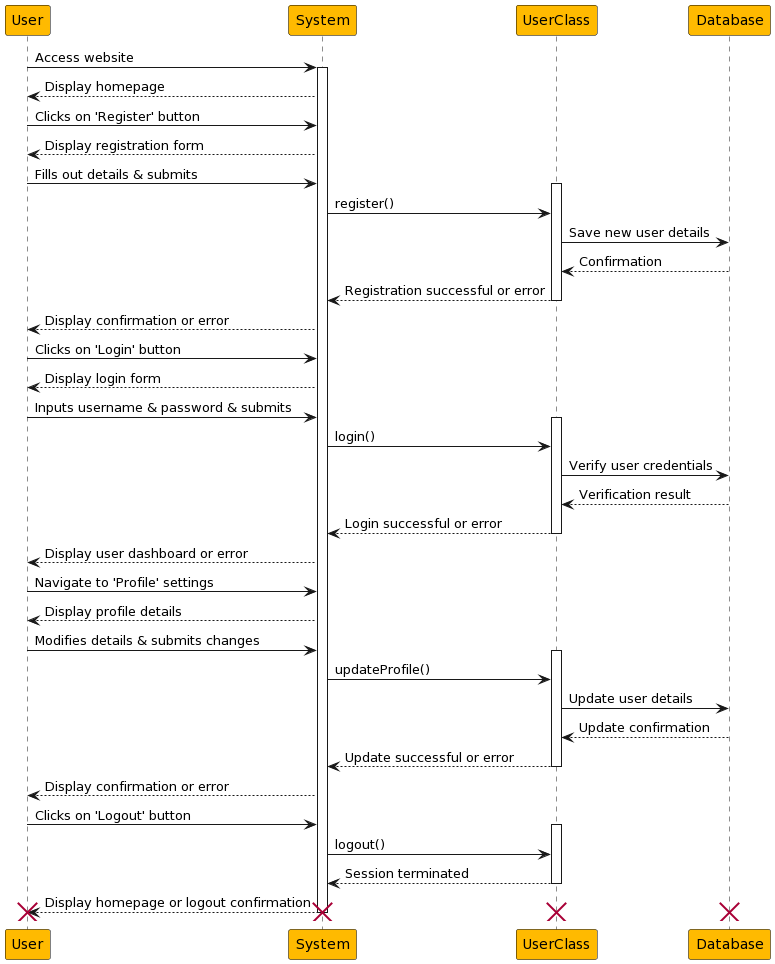 User System UserClass Database
Access website
Display homepage
Clicks on 'Register' button
Display registration form
Fills out details & submits
register()
Save new user details
Confirmation
Registration successful or error
Display confirmation or error
Clicks on 'Login' button
Display login form
Inputs username & password & submits
login()
Verify user credentials
Verification result
Login successful or error
Display user dashboard or error
Navigate to 'Profile' settings
Display profile details
Modifies details & submits changes
updateProfile()
Update user details
Update confirmation
Update successful or error
Display confirmation or error
Clicks on 'Logout' button
logout()
Session terminated
Display homepage or logout confirmation
User System UserClass Database